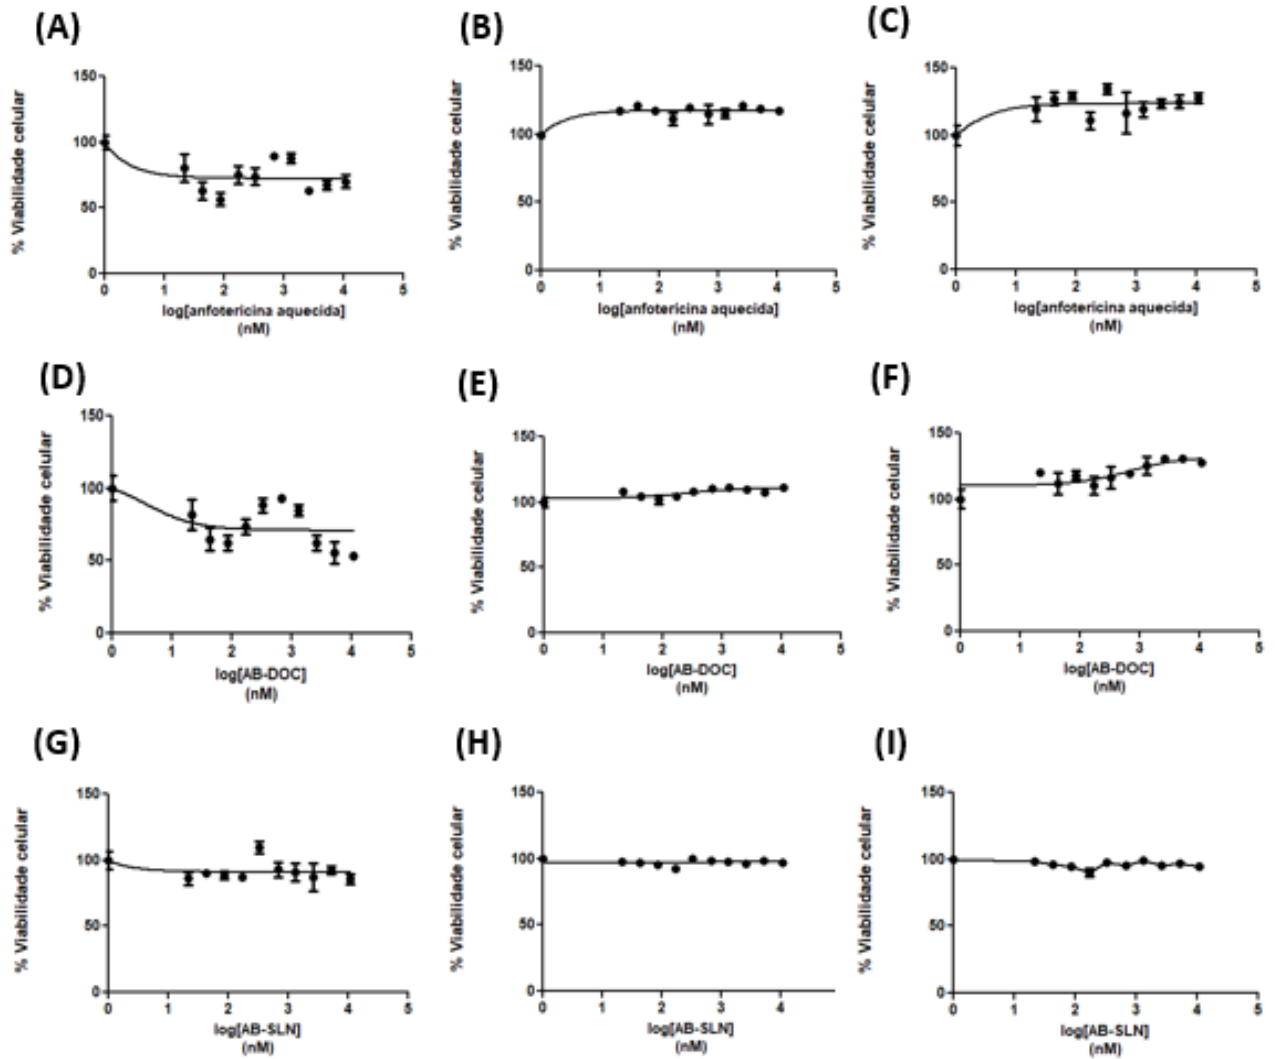 (A)
150
100
50
0
0 1 2 3 4 5
% Viabilidade celular
log[anfotericina aquecida]
(nM)
(B)
150
100
50
0
0 1 2 3 4 5
% Viabilidade celular
log[anfotericina aquecida]
(nM)
(C)
150
100
50
0
0 1 2 3 4 5
% Viabilidade celular
log[anfotericina aquecida]
(nM)
(D)
150
100
50
0
0 1 2 3 4 5
% Viabilidade celular
log[AB-DOC]
(nM)
(E)
150
100
50
0
0 1 2 3 4 5
% Viabilidade celular
log[AB-DOC]
(nM)
(F)
150
100
50
0
0 1 2 3 4 5
% Viabilidade celular
log[AB-DOC]
(nM)
(G)
150
100
50
0
0 1 2 3 4 5
% Viabilidade celular
log[AB-SLN]
(nM)
(H)
150
100
50
0
0 1 2 3 4
% Viabilidade celular
log[AB-SLN]
(nM)
(I)
150
100
50
0
0 1 2 3 4 5
% Viabilidade celular
log[AB-SLN]
(nM)